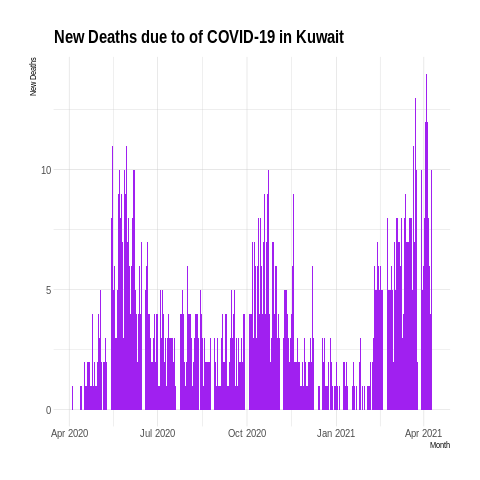 New Deaths due to of COVID-19 in Kuwait
New Deaths
10
5
0
Apr 2020 Jul 2020 Oct 2020 Jan 2021 Apr 2021
Month